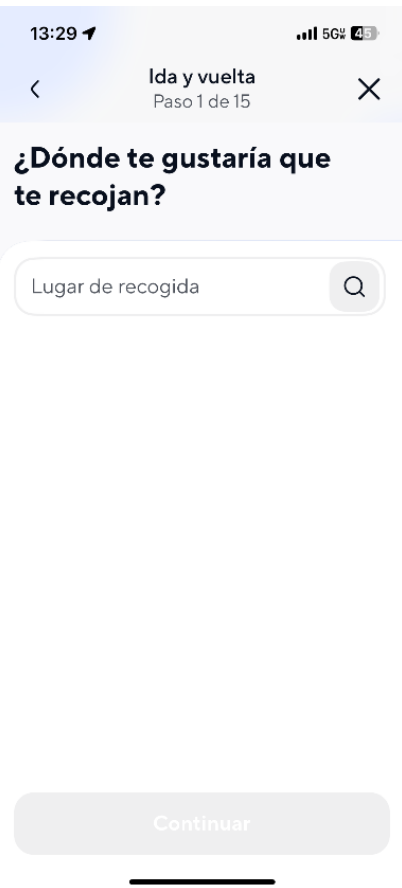 13:29
5G 45
Ida y vuelta
Paso 1 de 15
¿Dónde te gustaría que
te recojan?
Lugar de recogida
Continuar